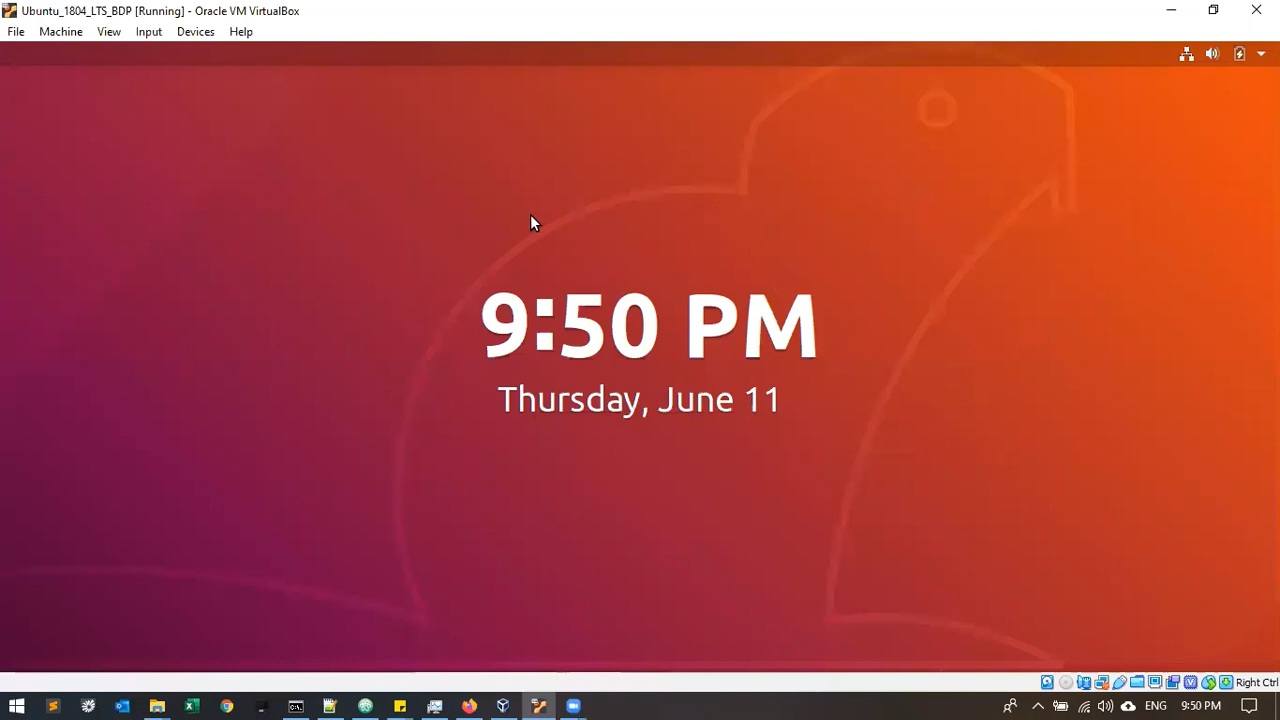 Ubuntu_1804_LTS_BDP [Running] - Oracle VM VirtualBox
File Machine View Input Devices Help
9:50 PM
Thursday, June 11
Right Ctrl
ENG 9:50 PM